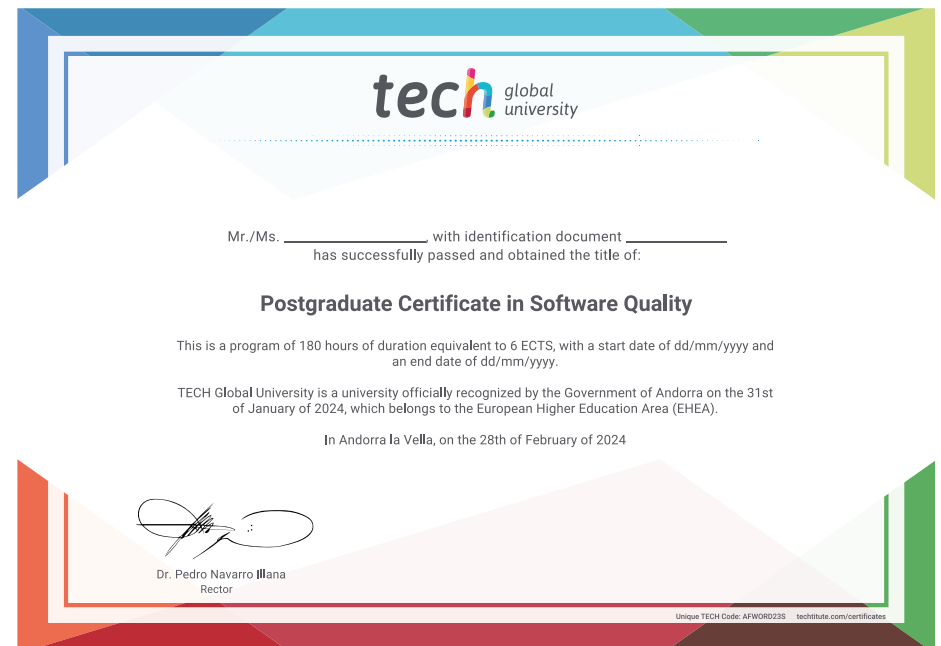 tech global
university
Mr./Ms. ____________, with identification document ____________
has successfully passed and obtained the title of:
Postgraduate Certificate in Software Quality
This is a program of 180 hours of duration equivalent to 6 ECTS, with a start date of dd/mm/yyyy and
an end date of dd/mm/yyyy.
TECH Global University is a university officially recognized by the Government of Andorra on the 31st
of January of 2024, which belongs to the European Higher Education Area (EHEA).
In Andorra la Vella, on the 28th of February of 2024
Dr. Pedro Navarro Illana
Rector
Unique TECH Code: AFWORD23S techtitute.com/certificates